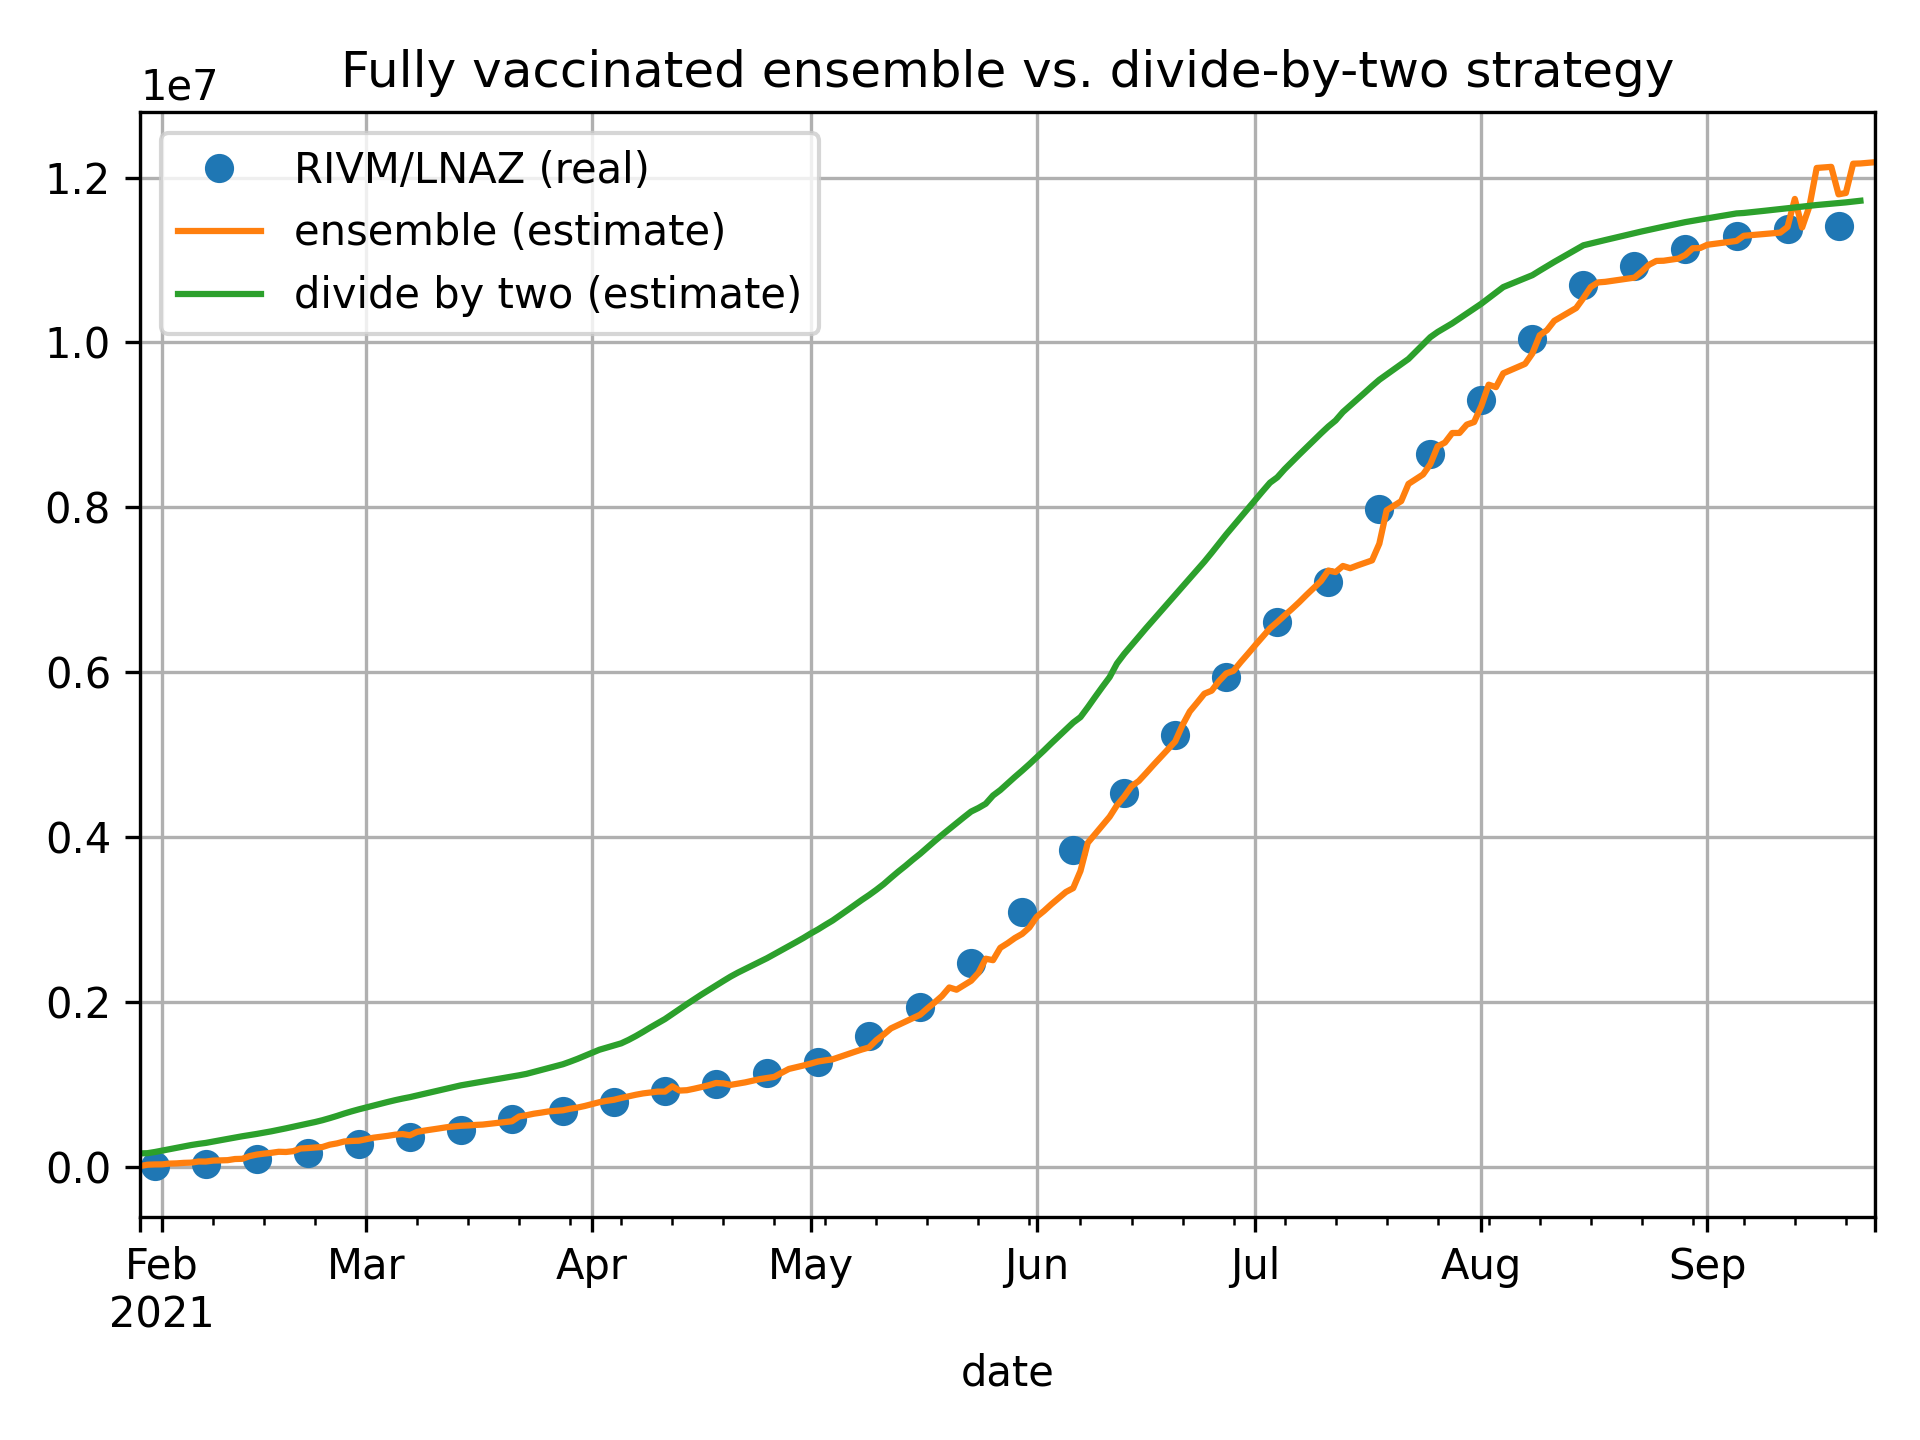 Fully vaccinated ensemble vs. divide-by-two strategy
1e7
RIVM/LNAZ (real)
ensemble (estimate)
divide by two (estimate)
1.2
1.0
0.8
0.6
0.4
0.2
0.0
Feb Mar Apr May Jun Jul Aug Sep
2021
date